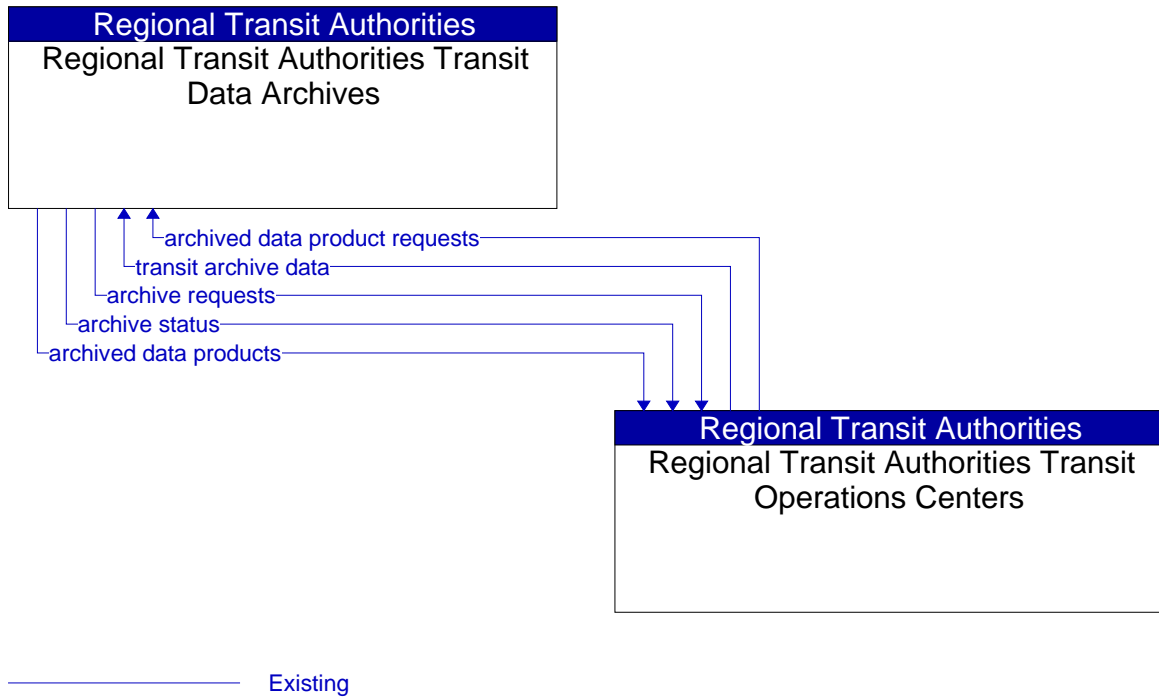 Regional Transit Authorities
Regional Transit Authorities Transit
Data Archives
archived data product requests
transit archive data
archive requests
archive status
archived data products
Regional Transit Authorities
Regional Transit Authorities Transit
Operations Centers
Existing